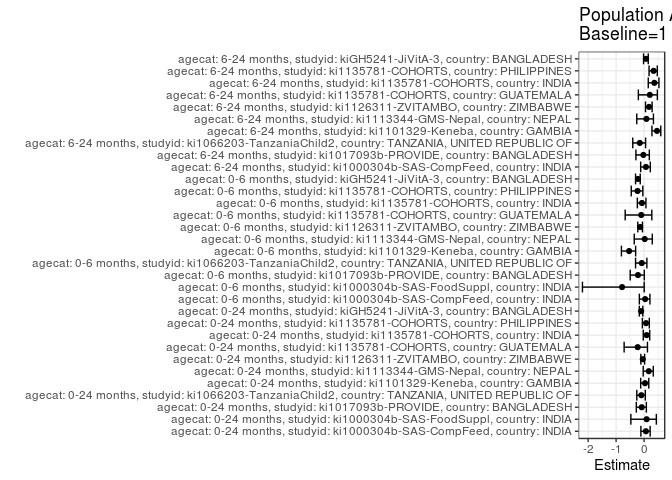 Population A
Baseline=1
agecat: 6-24 months, studyid: kiGH5241-JiVitA-3, country: BANGLADESH
agecat: 6-24 months, studyid: ki1135781-COHORTS, country: PHILIPPINES
agecat: 6-24 months, studyid: ki1135781-COHORTS, country: INDIA
agecat: 6-24 months, studyid: ki1135781-COHORTS, country: GUATEMALA
agecat: 6-24 months, studyid: ki1126311-ZVITAMBO, country: ZIMBABWE
agecat: 6-24 months, studyid: ki1113344-GMS-Nepal, country: NEPAL
agecat: 6-24 months, studyid: ki1101329-Keneba, country: GAMBIA
agecat: 6-24 months, studyid: ki1066203-TanzaniaChild2, country: TANZANIA, UNITED REPUBLIC OF
agecat: 6-24 months, studyid: ki1017093b-PROVIDE, country: BANGLADESH
agecat: 6-24 months, studyid: ki1000304b-SAS-CompFeed, country: INDIA
agecat: 0-6 months, studyid: kiGH5241-JiVitA-3, country: BANGLADESH
agecat: 0-6 months, studyid: ki1135781-COHORTS, country: PHILIPPINES
agecat: 0-6 months, studyid: ki1135781-COHORTS, country: INDIA
agecat: 0-6 months, studyid: ki1135781-COHORTS, country: GUATEMALA
agecat: 0-6 months, studyid: ki1126311-ZVITAMBO, country: ZIMBABWE
agecat: 0-6 months, studyid: ki1113344-GMS-Nepal, country: NEPAL
agecat: 0-6 months, studyid: ki1101329-Keneba, country: GAMBIA
agecat: 0-6 months, studyid: ki1066203-TanzaniaChild2, country: TANZANIA, UNITED REPUBLIC OF
agecat: 0-6 months, studyid: ki1017093b-PROVIDE, country: BANGLADESH
agecat: 0-6 months, studyid: ki1000304b-SAS-FoodSuppl, country: INDIA
agecat: 0-6 months, studyid: ki1000304b-SAS-CompFeed, country: INDIA
agecat: 0-24 months, studyid: kiGH5241-JiVitA-3, country: BANGLADESH
agecat: 0-24 months, studyid: ki1135781-COHORTS, country: PHILIPPINES
agecat: 0-24 months, studyid: ki1135781-COHORTS, country: INDIA
agecat: 0-24 months, studyid: ki1135781-COHORTS, country: GUATEMALA
agecat: 0-24 months, studyid: ki1126311-ZVITAMBO, country: ZIMBABWE
agecat: 0-24 months, studyid: ki1113344-GMS-Nepal, country: NEPAL
agecat: 0-24 months, studyid: ki1101329-Keneba, country: GAMBIA
agecat: 0-24 months, studyid: ki1066203-TanzaniaChild2, country: TANZANIA, UNITED REPUBLIC OF
agecat: 0-24 months, studyid: ki1017093b-PROVIDE, country: BANGLADESH
agecat: 0-24 months, studyid: ki1000304b-SAS-FoodSuppl, country: INDIA
agecat: 0-24 months, studyid: ki1000304b-SAS-CompFeed, country: INDIA
-2 -1 0
Estimate